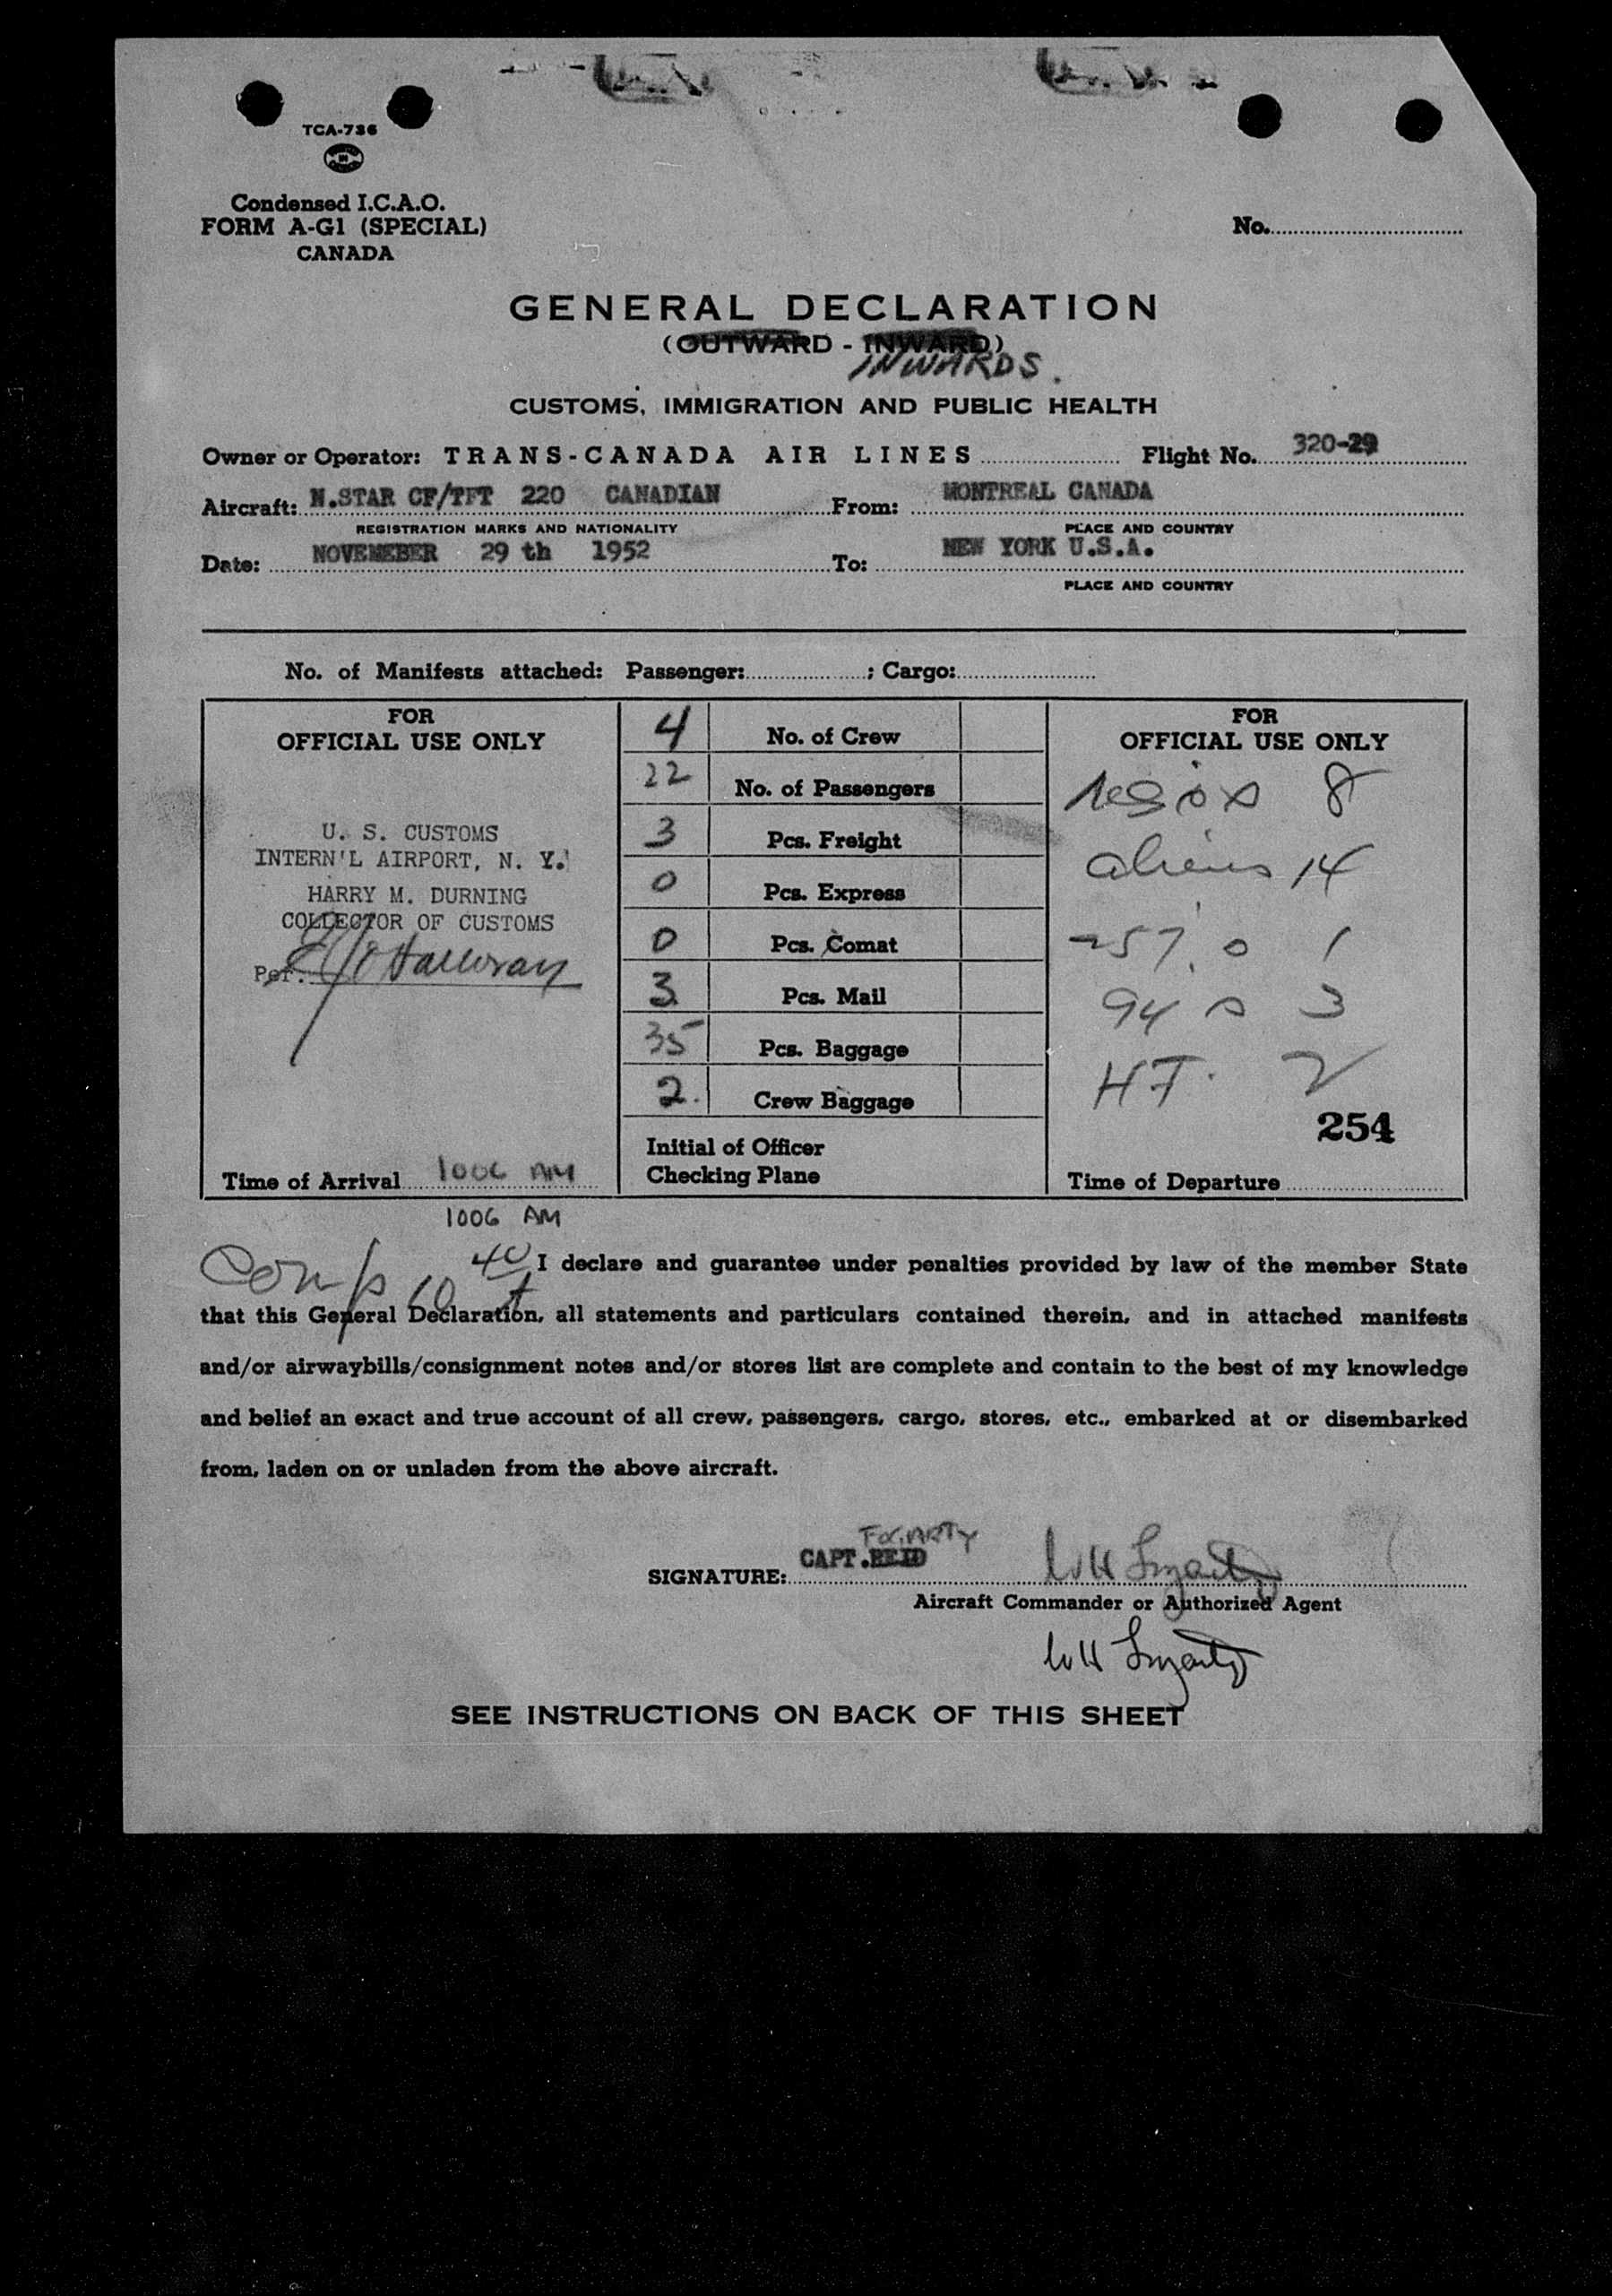 TCA-736
Condensed I.C.A.O.
FORM A-G1 (SPECIAL)
CANADA
No.
GENERAL DECLARATION
(OUTWARD - INWARD)
INWARDS.
CUSTOMS, IMMIGRATION AND PUBLIC HEALTH
Owner or Operator: TRANS-CANADA AIR LINES Flight No. 320-29
Aircraft: N.STAR CF/TFT 220 CANADIAN From: MONTREAL CANADA
REGISTRATION MARKS AND NATIONALITY PLACE AND COUNTRY
Date: NOVEMEBER 29 th 1952 To: NEW YORK U.S.A.
PLACE AND COUNTRY
No. of Manifests attached: Passenger: ; Cargo:
FOR
OFFICIAL USE ONLY
U. S. CUSTOMS
INTERN'L AIRPORT, N. Y.
HARRY M. DURNING
COLLECTOR OF CUSTOMS
Per.
Time of Arrival 1006 AM
1006 AM
4 No. of Crew
22 No. of Passengers
3 Pcs. Freight
0 Pcs. Express
0 Pcs. Comat
3 Pcs. Mail
35 Pcs. Baggage
2. Crew Baggage
Initial of Officer
Checking Plane
FOR
OFFICIAL USE ONLY
8
aliens 14
257. 0 1
94 3
HF. 2
254
Time of Departure
Comp 40
I declare and guarantee under penalties provided by law of the member State
that this General Declaration, all statements and particulars contained therein, and in attached manifests
and/or airwaybills/consignment notes and/or stores list are complete and contain to the best of my knowledge
and belief an exact and true account of all crew, passengers, cargo, stores, etc., embarked at or disembarked
from, laden on or unladen from the above aircraft.
FOGARTY
SIGNATURE: CAPT.REID
Aircraft Commander or Authorized Agent
SEE INSTRUCTIONS ON BACK OF THIS SHEET